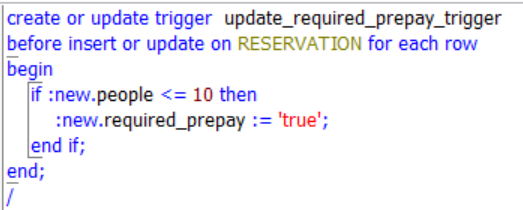 create or update trigger update_required_prepay_trigger
before insert or update on RESERVATION for each row
begin
if :new.people <= 10 then
:new.required_prepay := 'true';
end if;
end;
/